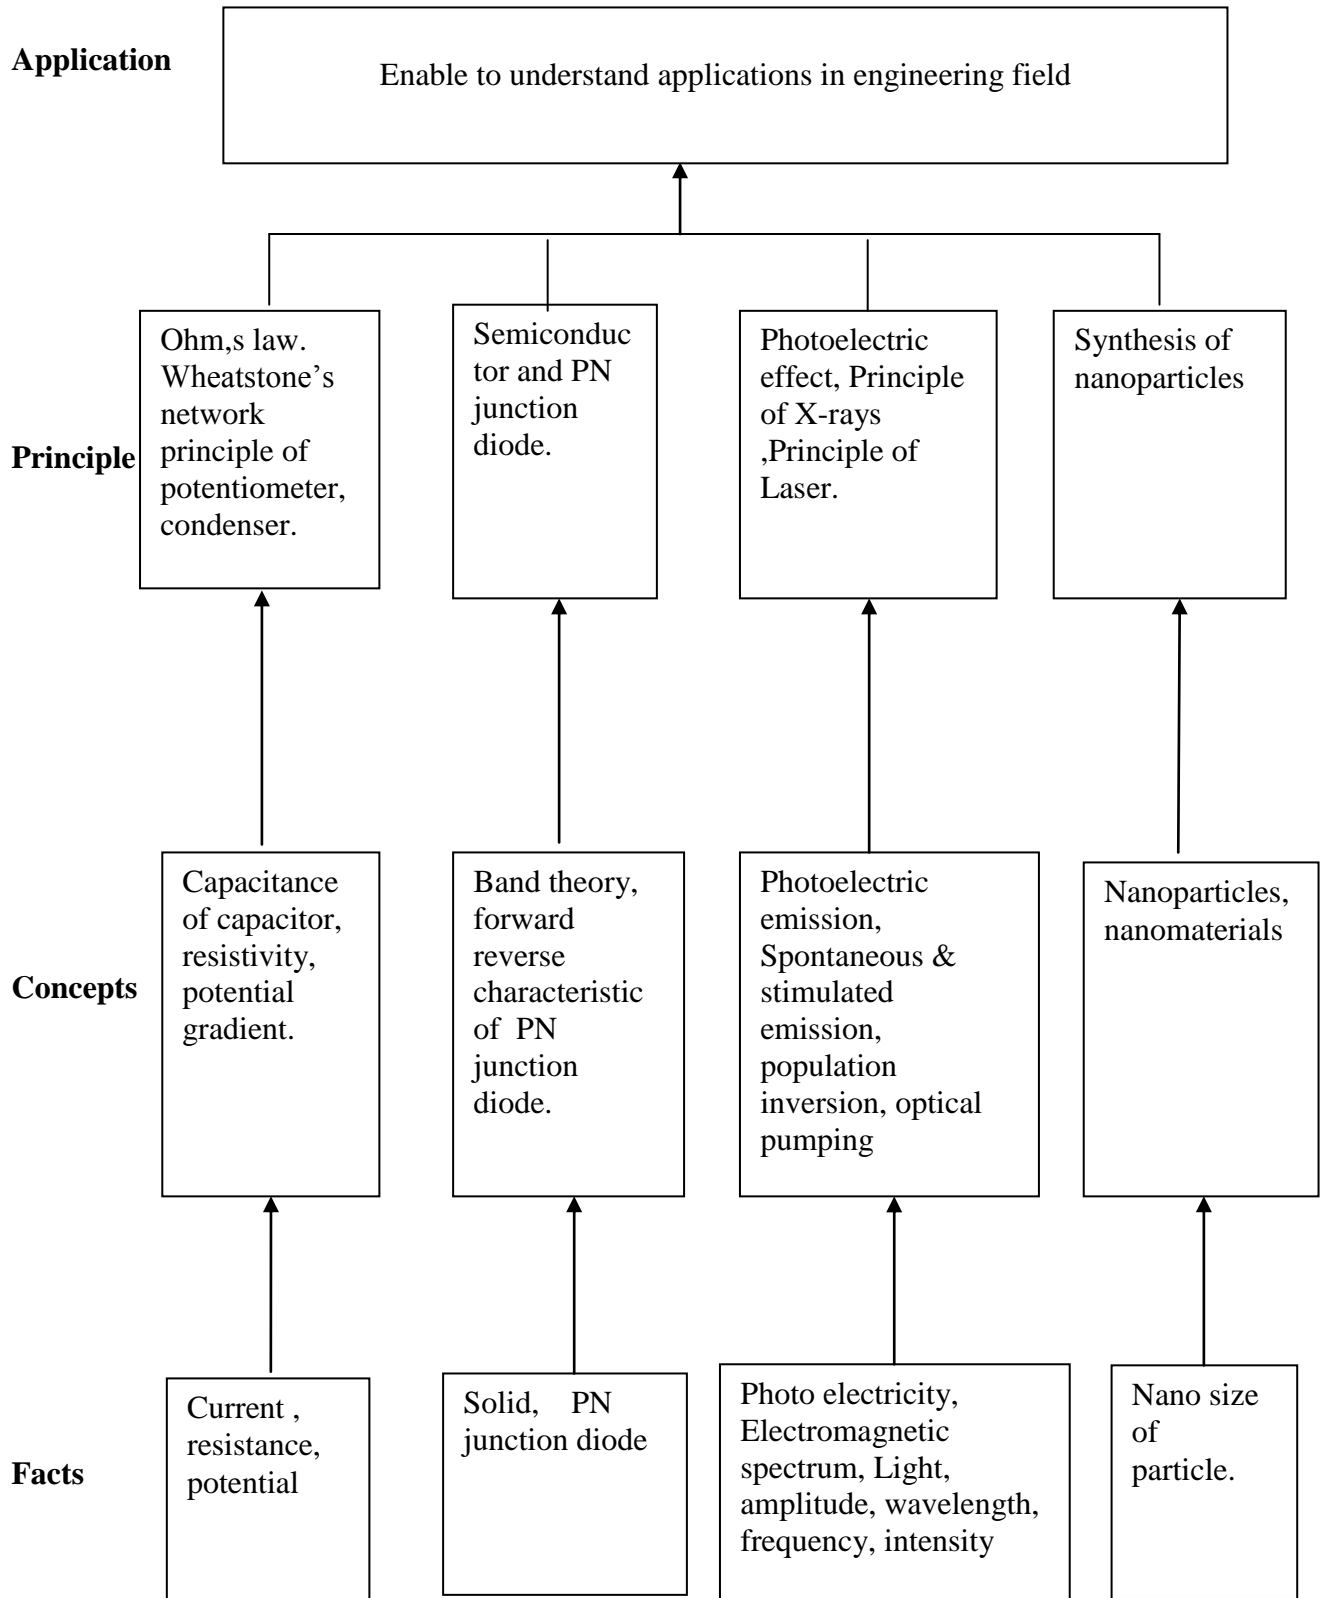 Application
Enable to understand applications in engineering field
Principle
Ohm,s law.
Wheatstone’s
network
principle of
potentiometer,
condenser.
Semiconduc
tor and PN
junction
diode.
Photoelectric
effect, Principle
of X-rays
,Principle of
Laser.
Synthesis of
nanoparticles
Concepts
Capacitance
of capacitor,
resistivity,
potential
gradient.
Band theory,
forward
reverse
characteristic
of PN
junction
diode.
Photoelectric
emission,
Spontaneous &
stimulated
emission,
population
inversion, optical
pumping
Nanoparticles,
nanomaterials
Facts
Current ,
resistance,
potential
Solid, PN
junction diode
Photo electricity,
Electromagnetic
spectrum, Light,
amplitude, wavelength,
frequency, intensity
Nano size
of
particle.